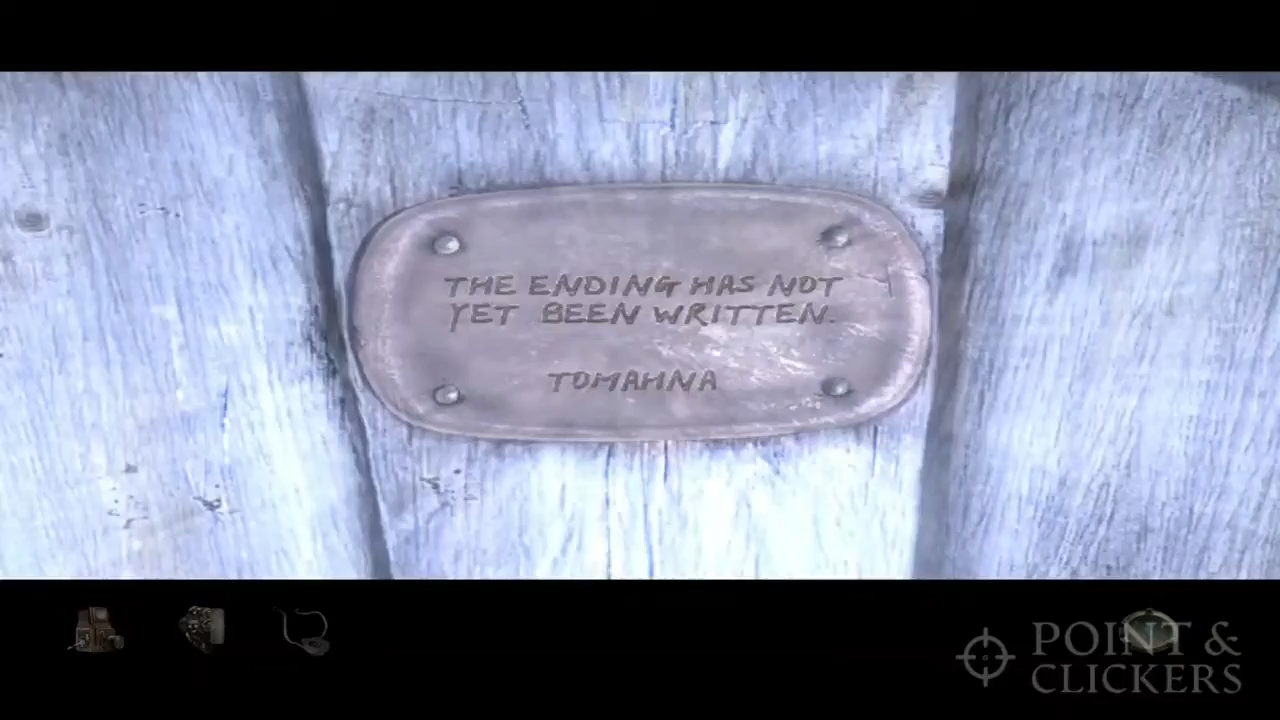 THE ENDING HAS NOT
YET BEEN WRITTEN.
TOMAHNA
POINT &
CLICKERS